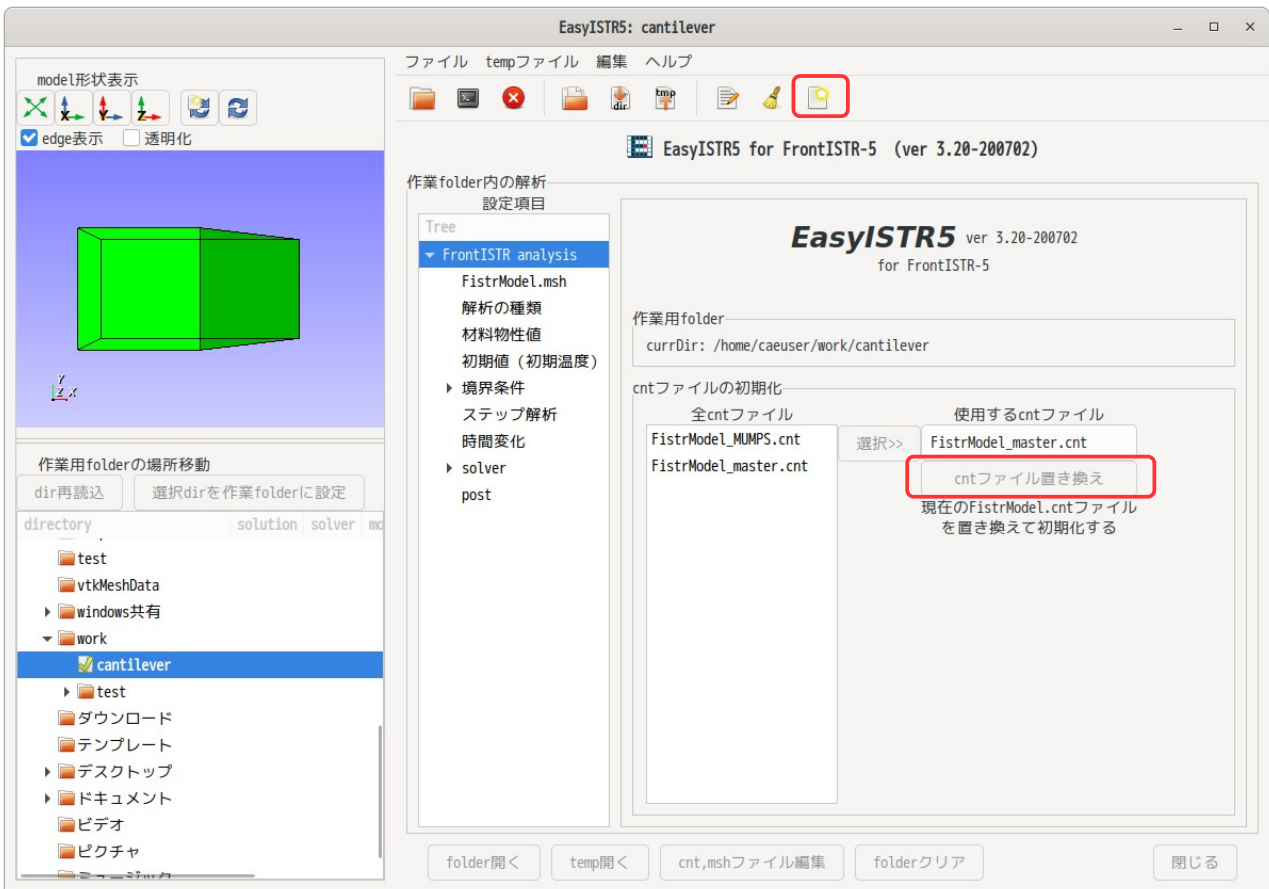 EasyISTR5: cantilever
model形状表示
edge表示 透明化
Y
Z X
作業用folderの場所移動
dir再読込 選択dirを作業folderに設定
directory solution solver
test
vtkMeshData
windows共有
work
cantilever
test
ダウンロード
テンプレート
デスクトップ
ドキュメント
ビデオ
ピクチャ
ファイル tempファイル 編集 ヘルプ
dir tmp
EasyISTR5 for FrontISTR-5 (ver 3.20-200702)
作業folder内の解析
設定項目
Tree
FrontISTR analysis
FistrModel.msh
解析の種類
材料物性値
初期値(初期温度)
境界条件
ステップ解析
時間変化
solver
post
EasyISTR5 ver 3.20-200702
for FrontISTR-5
作業用folder
currDir: /home/caeuser/work/cantilever
cntファイルの初期化
全cntファイル
FistrModel_MUMPS.cnt
FistrModel_master.cnt
選択>>
使用するcntファイル
FistrModel_master.cnt
cntファイル置き換え
現在のFistrModel.cntファイル
を置き換えて初期化する
folder開く temp開く cnt,mshファイル編集 folderクリア 閉じる